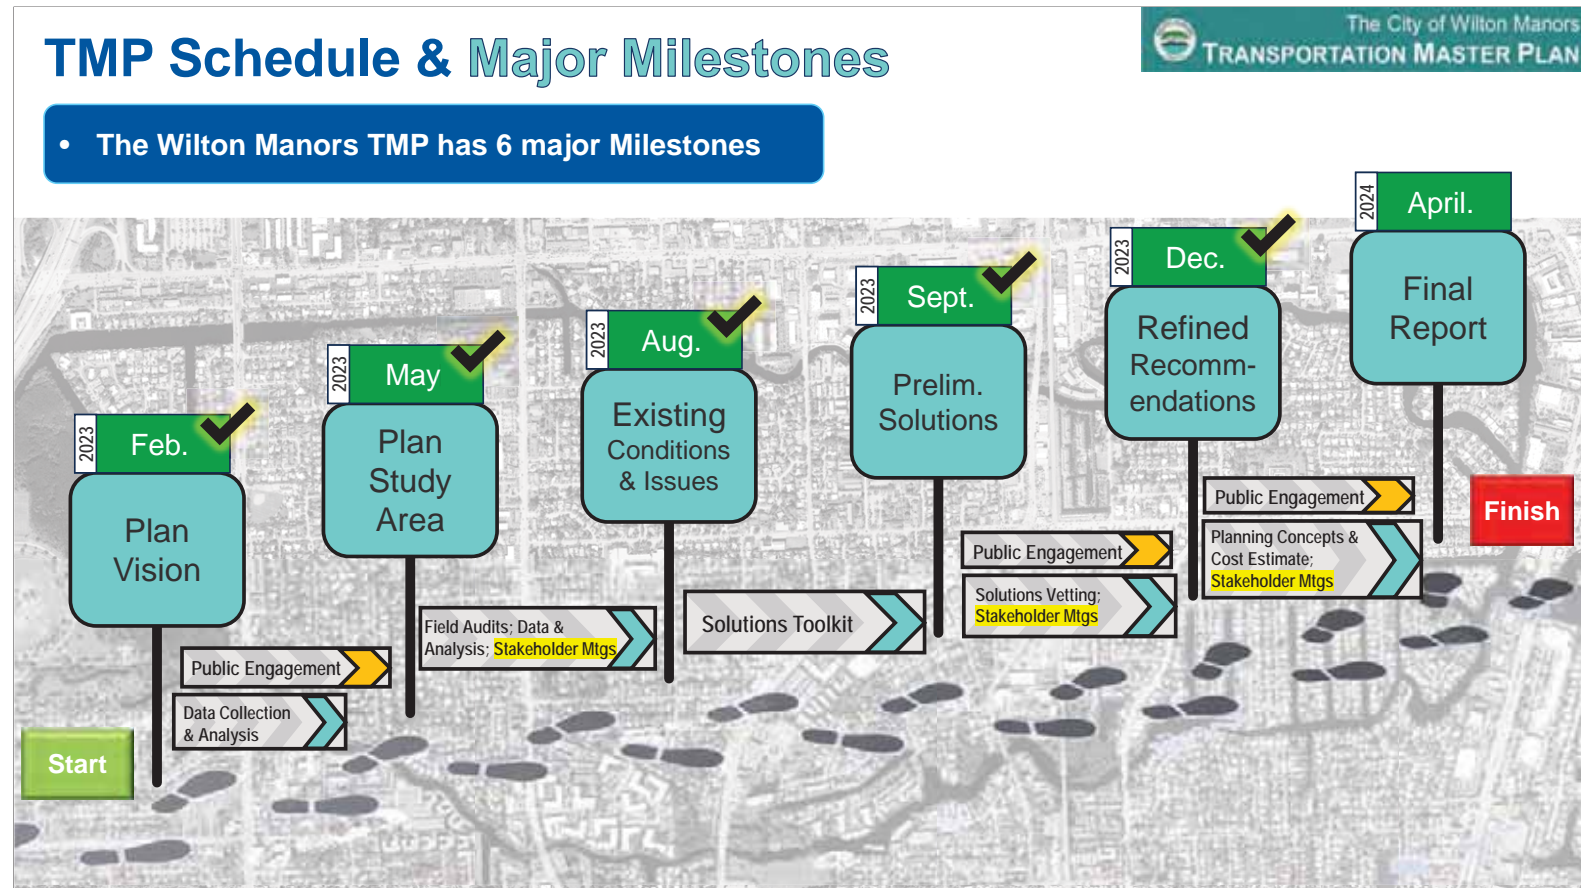 TMP Schedule & Major Milestones
The City of Wilton Manors
TRANSPORTATION MASTER PLAN
• The Wilton Manors TMP has 6 major Milestones
2023
Feb.
Plan
Vision
Public Engagement
Data Collection
& Analysis
Start
2023
May
Plan
Study
Area
Field Audits; Data &
Analysis; Stakeholder Mtgs
2023
Aug.
Existing
Conditions
& Issues
Solutions Toolkit
2023
Sept.
Prelim.
Solutions
Public Engagement
Solutions Vetting;
Stakeholder Mtgs
2023
Dec.
Refined
Recomm-
endations
Public Engagement
Planning Concepts &
Cost Estimate;
Stakeholder Mtgs
2024
April.
Final
Report
Finish